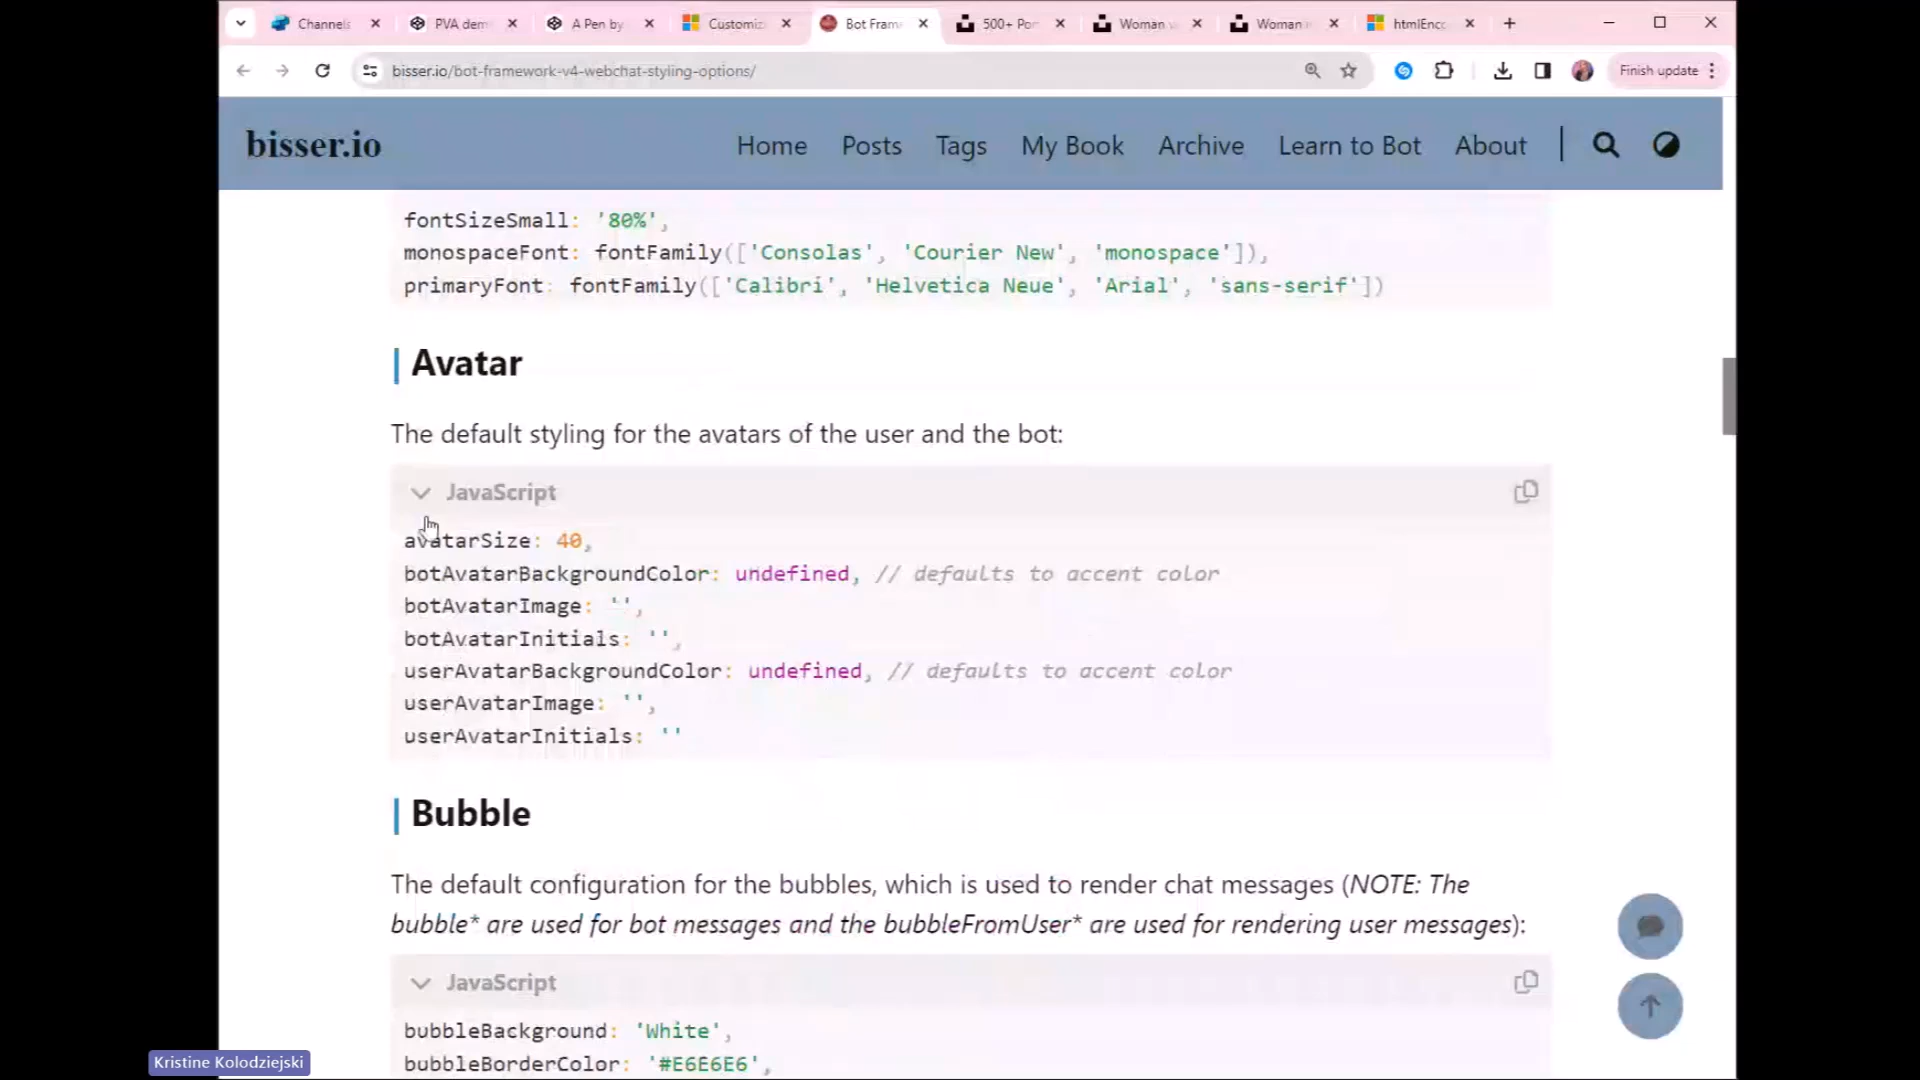 Channels
PVA dem
A Pen by
Customiz
Bot Fram
500+ Po
Woman
Woman
htmlEnc
bisser.io/bot-framework-v4-webchat-styling-options/
Finish update
bisser.io
Home
Posts
Tags
My Book
Archive
Learn to Bot
About
fontSizeSmall: '80%',
monospaceFont: fontFamily(['Consolas', 'Courier New', 'monospace']),
primaryFont: fontFamily(['Calibri', 'Helvetica Neue', 'Arial', 'sans-serif'])
Avatar
The default styling for the avatars of the user and the bot:
JavaScript
avatarSize: 40,
botAvatarBackgroundColor: undefined, // defaults to accent color
botAvatarImage: '',
botAvatarInitials: '',
userAvatarBackgroundColor: undefined, // defaults to accent color
userAvatarImage: '',
userAvatarInitials: ''
Bubble
The default configuration for the bubbles, which is used to render chat messages (NOTE: The
bubble* are used for bot messages and the bubbleFromUser* are used for rendering user messages):
JavaScript
bubbleBackground: 'White',
bubbleBorderColor: '#E6E6E6',
Kristine Kolodziejski